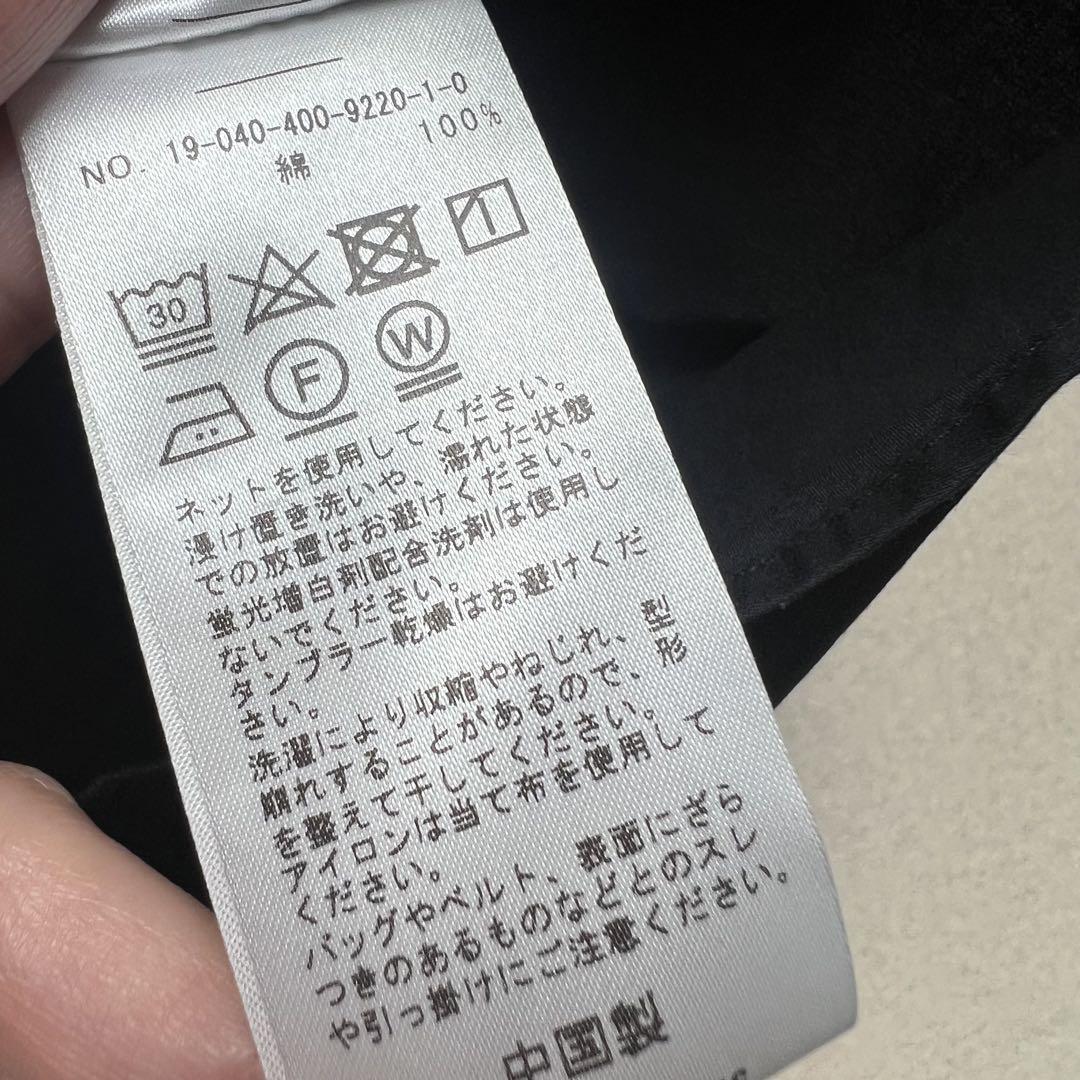 NO. 19-040-400-9220-1-0
綿 100%
30
F W
ネットを使用してください。
浸け置き洗いや、濡れた状態
での放置はお避けください。
蛍光増白剤配合洗剤は使用し
ないでください。
タンブラー乾燥はお避けくだ
さい。
洗濯により収縮やねじれ、型
崩れすることがあるので、形
を整えて干してください。
アイロンは当て布を使用して
ください。
バッグやベルト、表面にざら
つきのあるものなどとのスレ
や引っ掛けにご注意ください。
中国製